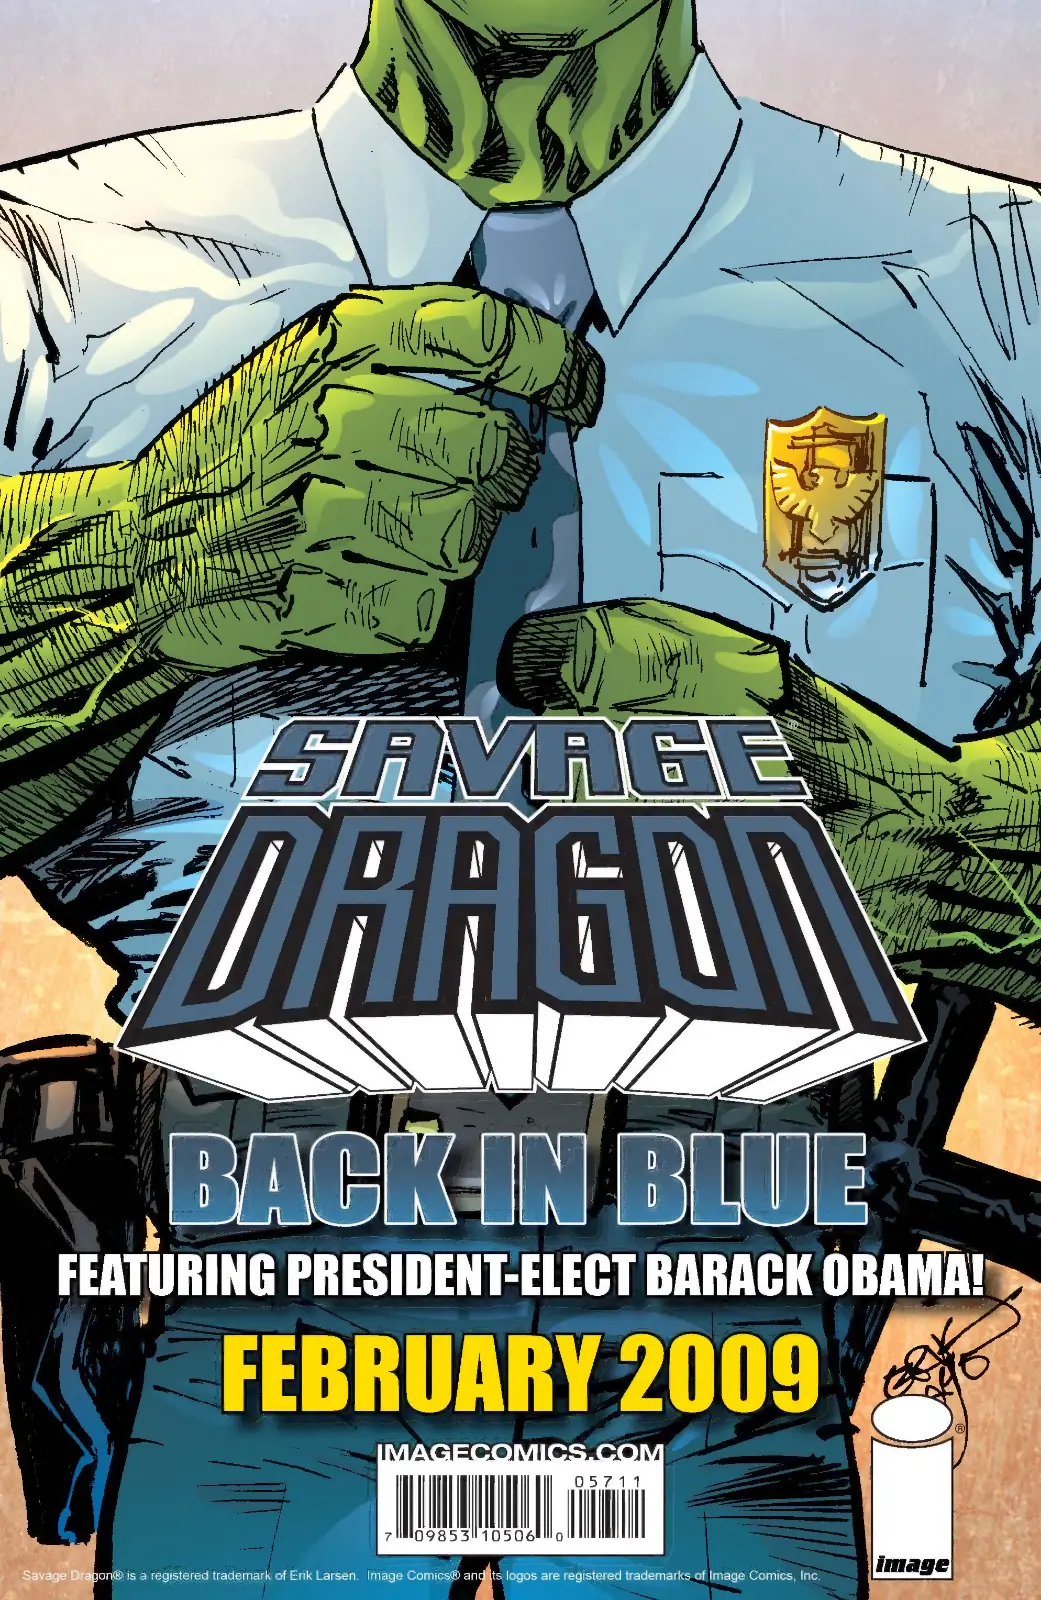 SAVAGE®
DRAGON
BACK IN BLUE
FEATURING PRESIDENT-ELECT BARACK OBAMA!
FEBRUARY 2009
IMAGECOMICS.COM
05711
7 09853 10506 0
®
image
Savage Dragon® is a registered trademark of Erik Larsen. Image Comics® and its logos are registered trademarks of Image Comics, Inc.